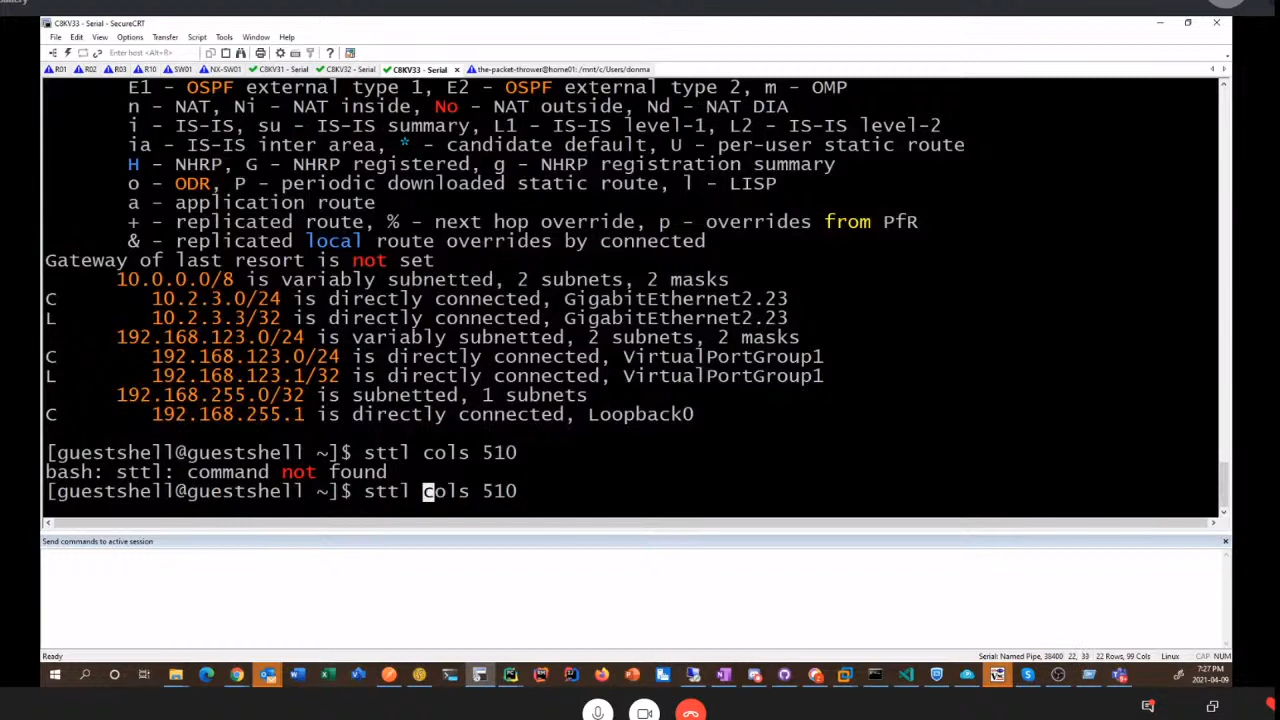 C8KV33 - Serial - SecureCRT
File Edit View Options Transfer Script Tools Window Help
Enter host <Alt+R>
R01 R02 R03 R10 SW01 NX-SW01 C8KV31 - Serial C8KV32 - Serial C8KV33 - Serial × the-packet-thrower@home01: /mnt/c/Users/donma
E1 - OSPF external type 1, E2 - OSPF external type 2, m - OMP
n - NAT, Ni - NAT inside, No - NAT outside, Nd - NAT DIA
i - IS-IS, su - IS-IS summary, L1 - IS-IS level-1, L2 - IS-IS level-2
ia - IS-IS inter area, * - candidate default, U - per-user static route
H - NHRP, G - NHRP registered, g - NHRP registration summary
o - ODR, P - periodic downloaded static route, l - LISP
a - application route
+ - replicated route, % - next hop override, p - overrides from PfR
& - replicated local route overrides by connected
Gateway of last resort is not set
10.0.0.0/8 is variably subnetted, 2 subnets, 2 masks
C 10.2.3.0/24 is directly connected, GigabitEthernet2.23
L 10.2.3.3/32 is directly connected, GigabitEthernet2.23
192.168.123.0/24 is variably subnetted, 2 subnets, 2 masks
C 192.168.123.0/24 is directly connected, VirtualPortGroup1
L 192.168.123.1/32 is directly connected, VirtualPortGroup1
192.168.255.0/32 is subnetted, 1 subnets
C 192.168.255.1 is directly connected, Loopback0
[guestshell@guestshell ~]$ sttl cols 510
bash: sttl: command not found
[guestshell@guestshell ~]$ sttl cols 510
Send commands to active session
Ready Serial: Named Pipe, 38400 22, 33 22 Rows, 99 Cols Linux CAP NUM
7:27 PM
2021-04-09